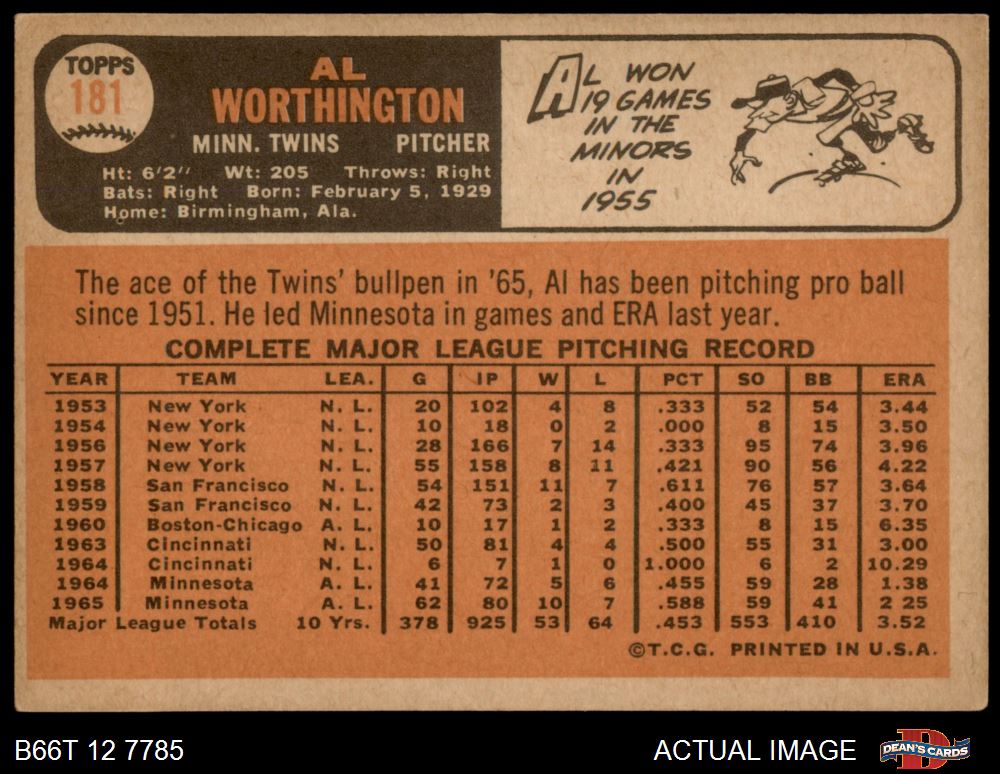 TOPPS
181
AL
WORTHINGTON
MINN. TWINS PITCHER
Ht: 6'2" Wt: 205 Throws: Right
Bats: Right Born: February 5, 1929
Home: Birmingham, Ala.
AL WON
19 GAMES
IN THE
MINORS
IN
1955
The ace of the Twins' bullpen in '65, Al has been pitching pro ball
since 1951. He led Minnesota in games and ERA last year.
COMPLETE MAJOR LEAGUE PITCHING RECORD
YEAR TEAM LEA. G IP W L PCT SO BB ERA
1953 New York N. L. 20 102 4 8 .333 52 54 3.44
1954 New York N. L. 10 18 0 2 .000 8 15 3.50
1956 New York N. L. 28 166 7 14 .333 95 74 3.96
1957 New York N. L. 55 158 8 11 .421 90 56 4.22
1958 San Francisco N. L. 54 151 11 7 .611 76 57 3.64
1959 San Francisco N. L. 42 73 2 3 .400 45 37 3.70
1960 Boston-Chicago A. L. 10 17 1 2 .333 8 15 6.35
1963 Cincinnati N. L. 50 81 4 4 .500 55 31 3.00
1964 Cincinnati N. L. 6 7 1 0 1.000 6 2 10.29
1964 Minnesota A. L. 41 72 5 6 .455 59 28 1.38
1965 Minnesota A. L. 62 80 10 7 .588 59 41 2 25
Major League Totals 10 Yrs. 378 925 53 64 .453 553 410 3.52
©T.C.G. PRINTED IN U.S.A.
B66T 12 7785 ACTUAL IMAGE DEAN'S CARDS